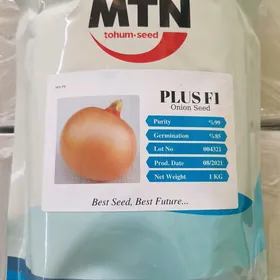 MTN
tohum·seed
PLUS F1
Onion Seed
Purity %99
Germination %85
Lot No 004321
Prod. Date 08/2021
Net Weight 1 KG
Best Seed, Best Future...